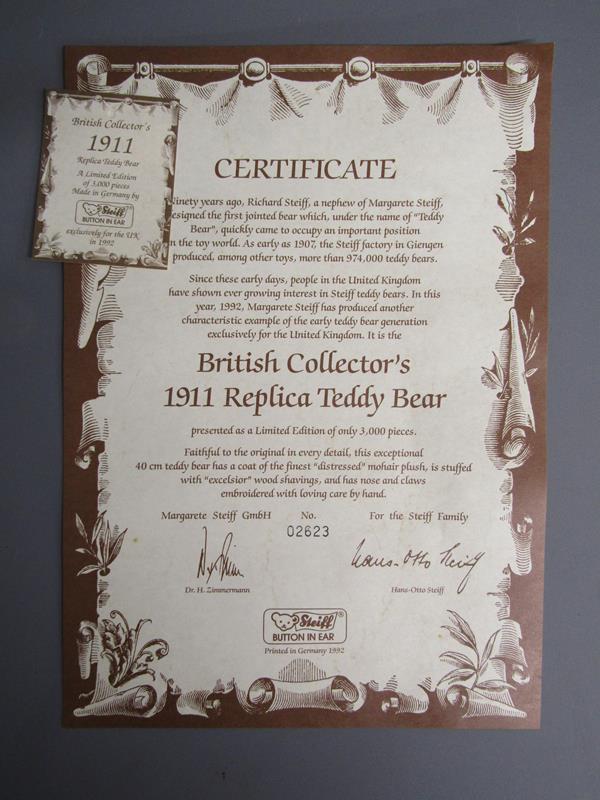 British Collector's
1911
Replica Teddy Bear
A Limited Edition
of 3,000 pieces
Made in Germany by
Steiff®
BUTTON IN EAR
exclusively for the UK
in 1992
CERTIFICATE
Ninety years ago, Richard Steiff, a nephew of Margarete Steiff,
designed the first jointed bear which, under the name of "Teddy
Bear", quickly came to occupy an important position
in the toy world. As early as 1907, the Steiff factory in Giengen
produced, among other toys, more than 974,000 teddy bears.
Since these early days, people in the United Kingdom
have shown ever growing interest in Steiff teddy bears. In this
year, 1992, Margarete Steiff has produced another
characteristic example of the early teddy bear generation
exclusively for the United Kingdom. It is the
British Collector's
1911 Replica Teddy Bear
presented as a Limited Edition of only 3,000 pieces.
Faithful to the original in every detail, this exceptional
40 cm teddy bear has a coat of the finest "distressed" mohair plush, is stuffed
with "excelsior" wood shavings, and has nose and claws
embroidered with loving care by hand.
Margarete Steiff GmbH No. For the Steiff Family
02623
Hans-Otto Steiff
Dr. H. Zimmermann Hans-Otto Steiff
Steiff®
BUTTON IN EAR
Printed in Germany 1992